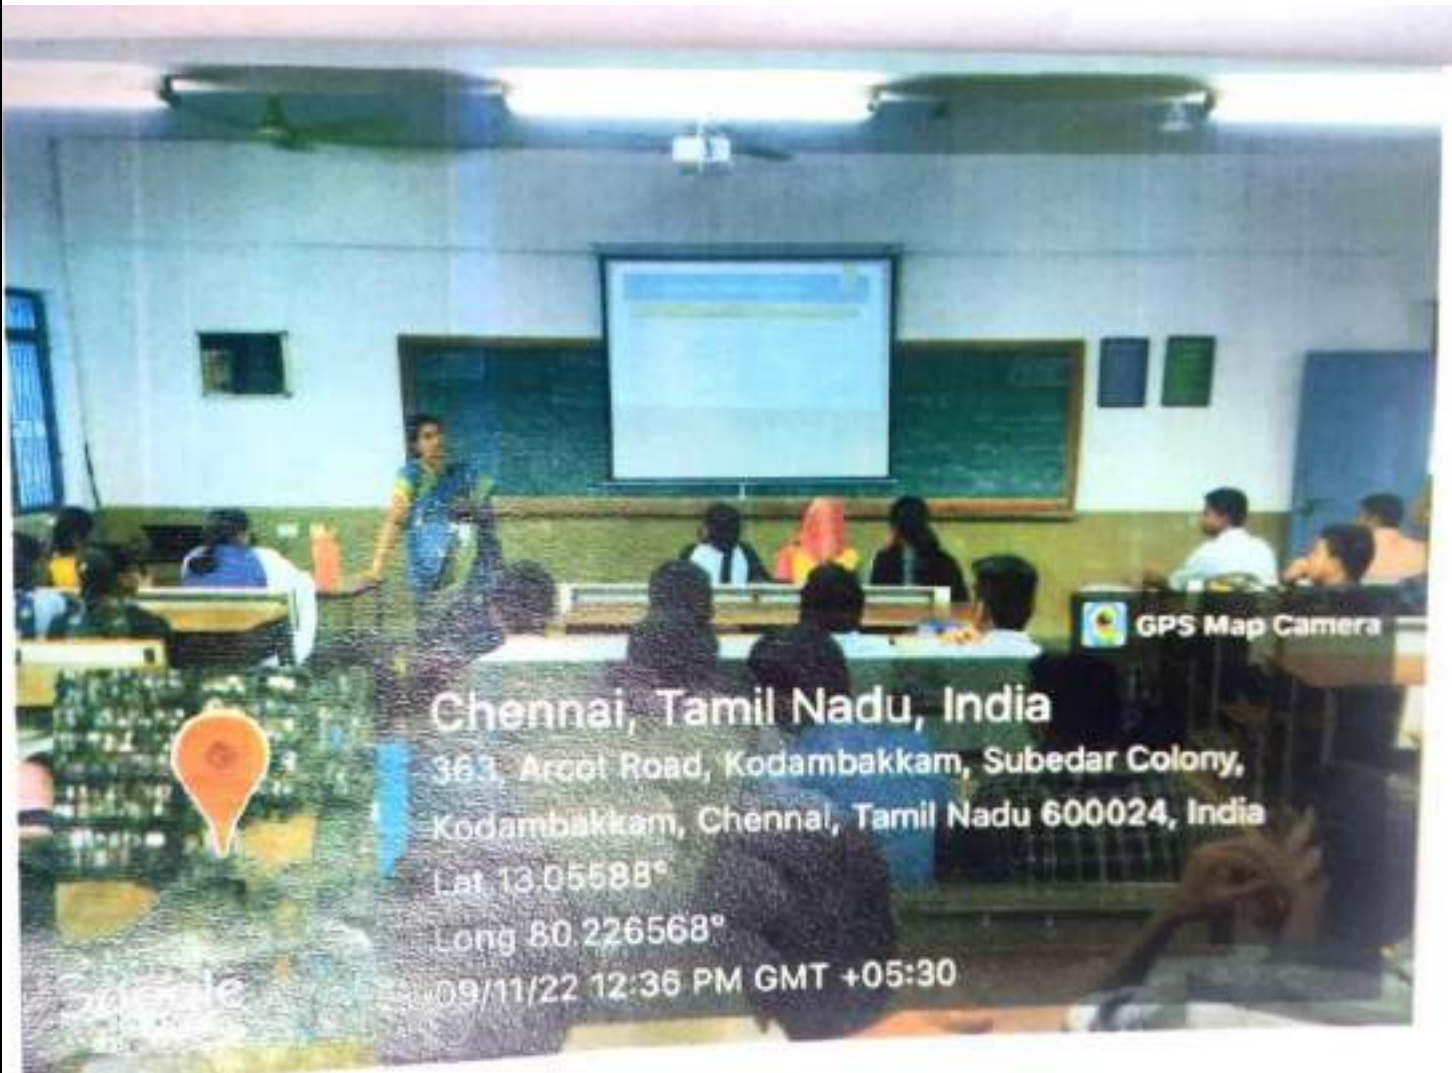 GPS Map Camera
Chennai, Tamil Nadu, India
363, Arcot Road, Kodambakkam, Subedar Colony,
Kodambakkam, Chennai, Tamil Nadu 600024, India
Lat 13.05588°
Long 80.226568°
09/11/22 12:36 PM GMT +05:30
Google